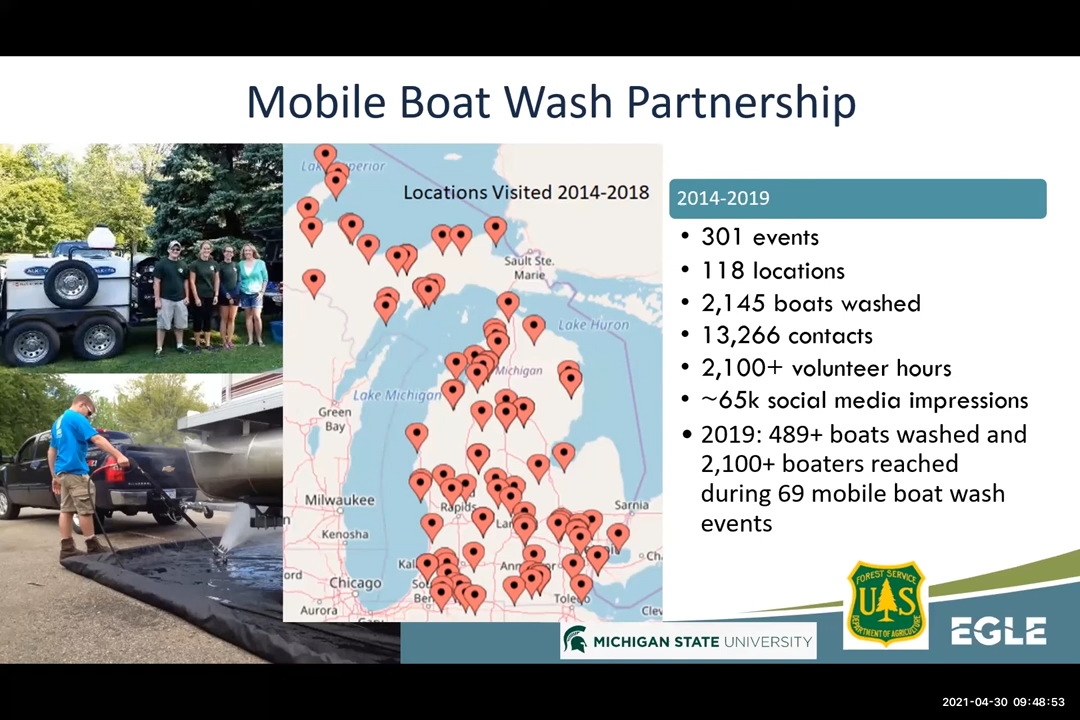 Mobile Boat Wash Partnership
Locations Visited 2014-2018
Sault Ste.
Marie
Lake Huron
Michigan
Lake Michigan
Green
Bay
Milwaukee
Kenosha
Chicago
Aurora
Rapids
Sarnia
2014-2019
• 301 events
• 118 locations
• 2,145 boats washed
• 13,266 contacts
• 2,100+ volunteer hours
• ~65k social media impressions
• 2019: 489+ boats washed and
2,100+ boaters reached
during 69 mobile boat wash
events
FOREST SERVICE
UAS
DEPARTMENT OF AGRICULTURE
MICHIGAN STATE UNIVERSITY
EGLE
2021-04-30 09:48:53